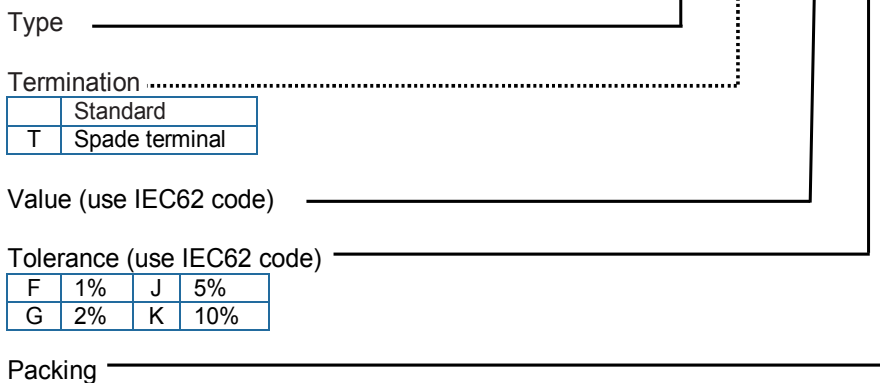 Type
Termination
Standard
T Spade terminal
Value (use IEC62 code)
Tolerance (use IEC62 code)
F 1% J 5%
G 2% K 10%
Packing